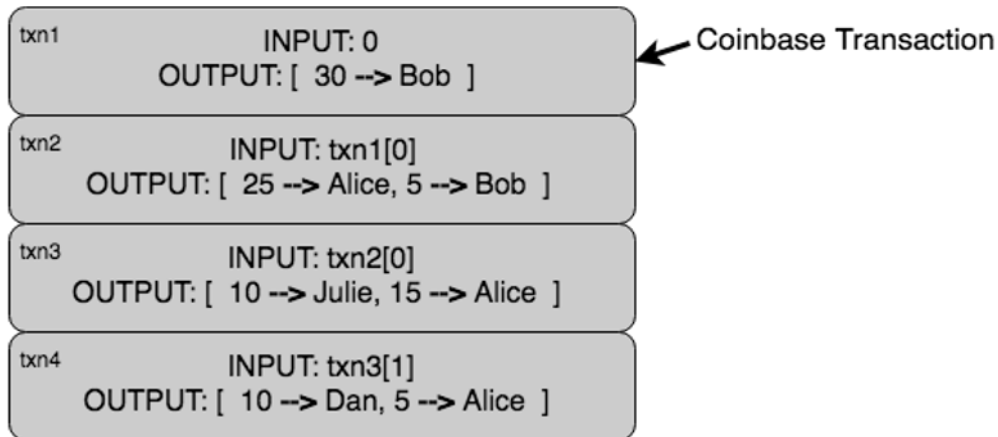 txn1
INPUT: 0
OUTPUT: [ 30 --> Bob ]
Coinbase Transaction
txn2
INPUT: txn1[0]
OUTPUT: [ 25 --> Alice, 5 --> Bob ]
txn3
INPUT: txn2[0]
OUTPUT: [ 10 --> Julie, 15 --> Alice ]
txn4
INPUT: txn3[1]
OUTPUT: [ 10 --> Dan, 5 --> Alice ]